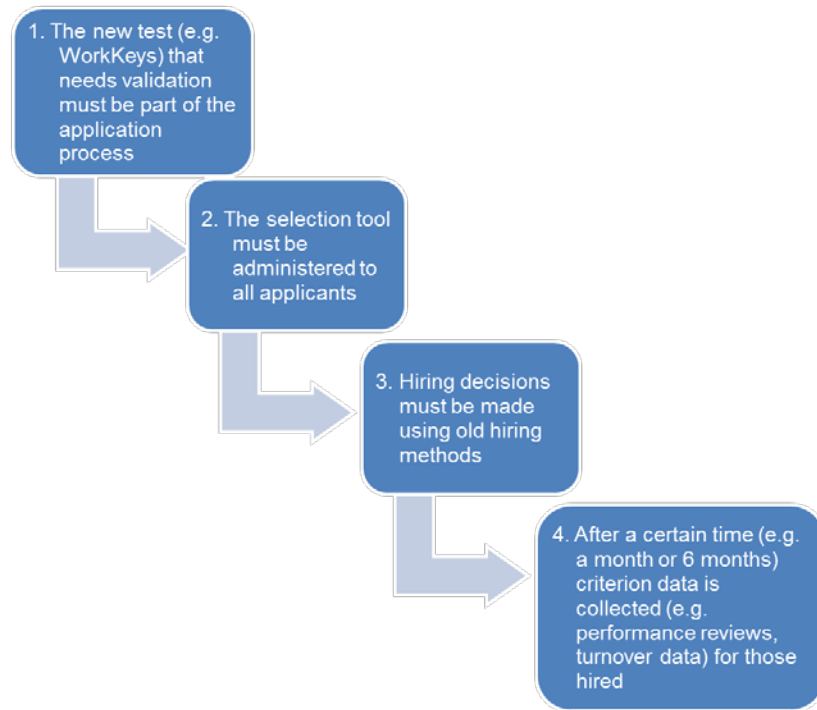 1. The new test (e.g.
WorkKeys) that
needs validation
must be part of the
application
process
2. The selection tool
must be
administered to
all applicants
3. Hiring decisions
must be made
using old hiring
methods
4. After a certain time (e.g.
a month or 6 months)
criterion data is
collected (e.g.
performance reviews,
turnover data) for those
hired